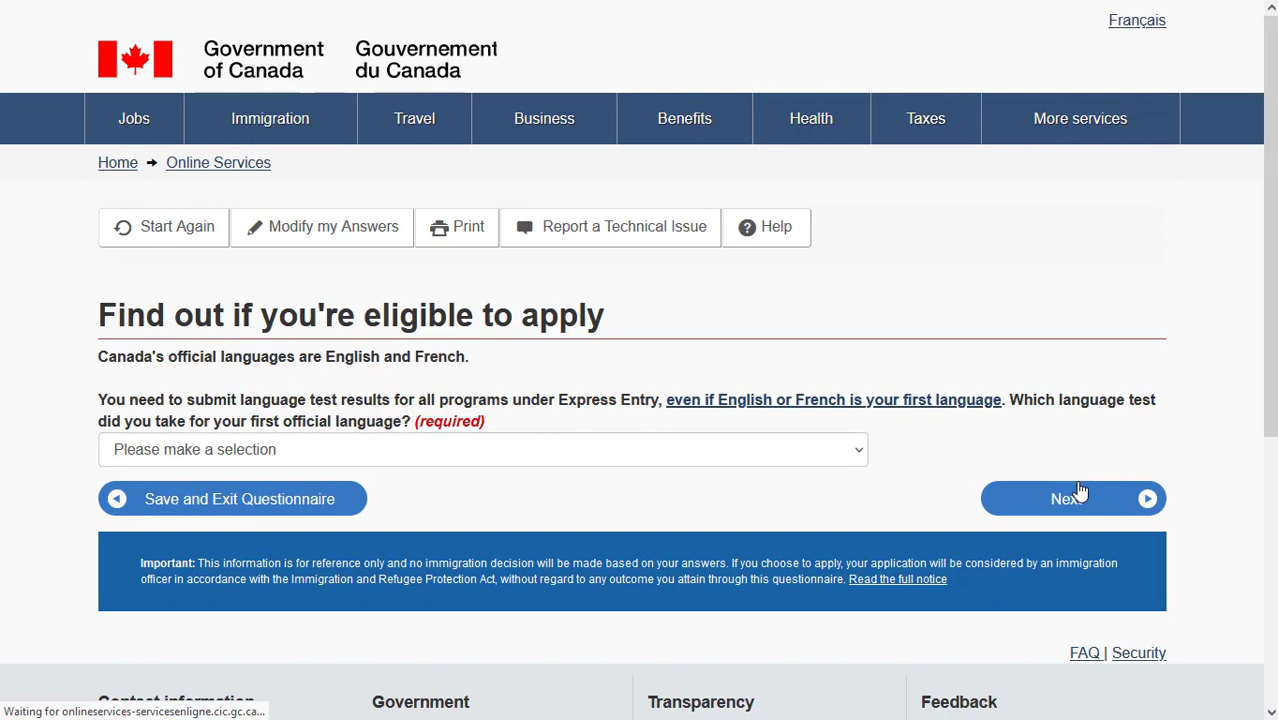 Français
Government of Canada
Gouvernement du Canada
Jobs Immigration Travel Business Benefits Health Taxes More services
Home Online Services
Start Again Modify my Answers Print Report a Technical Issue Help
Find out if you're eligible to apply
Canada's official languages are English and French.
You need to submit language test results for all programs under Express Entry, even if English or French is your first language. Which language test
did you take for your first official language? (required)
Please make a selection
Save and Exit Questionnaire Next
Important: This information is for reference only and no immigration decision will be made based on your answers. If you choose to apply, your application will be considered by an immigration
officer in accordance with the Immigration and Refugee Protection Act, without regard to any outcome you attain through this questionnaire. Read the full notice
FAQ | Security
Contact information Government Transparency Feedback
Waiting for onlineservices-servicesenligne.cic.gc.ca...